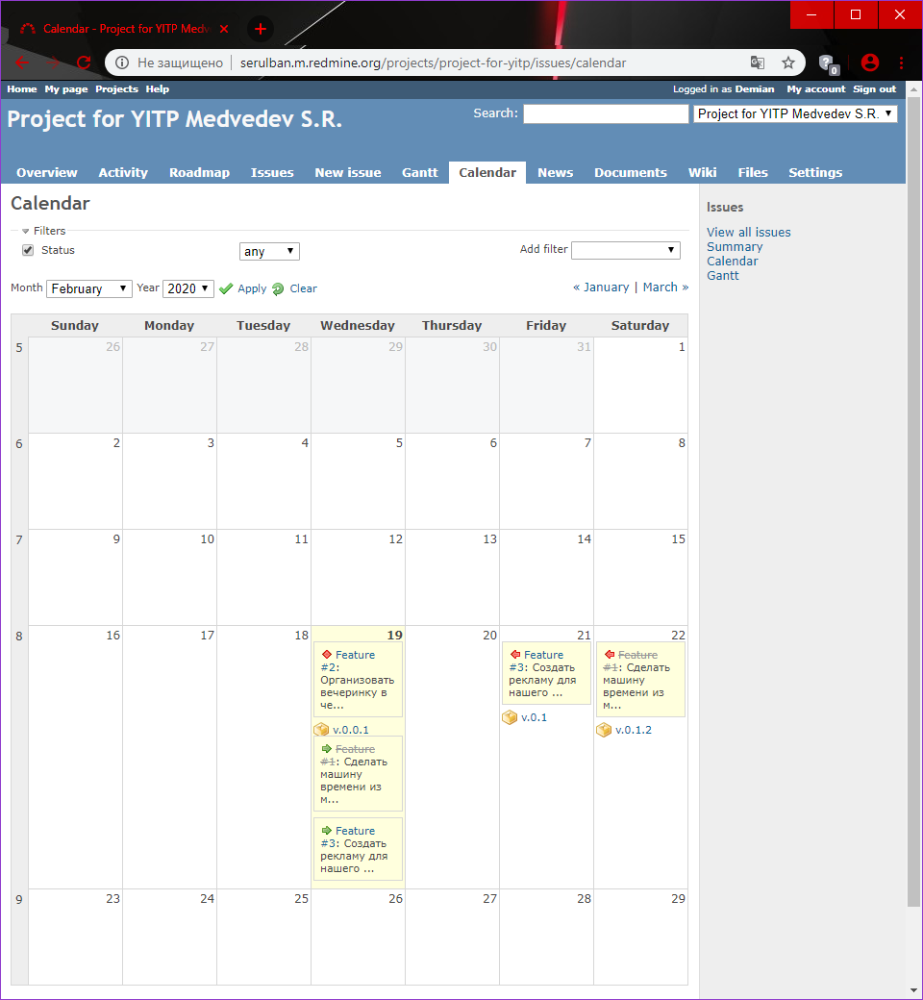 Calendar - Project for YITP Medv
Не защищено | serulban.m.redmine.org/projects/project-for-yitp/issues/calendar
0
Home My page Projects Help Logged in as Demian My account Sign out
Project for YITP Medvedev S.R. Search: Project for YITP Medvedev S.R.
Overview Activity Roadmap Issues New issue Gantt Calendar News Documents Wiki Files Settings
Calendar
Filters
Status any Add filter
Month February Year 2020 Apply Clear « January | March »
Sunday Monday Tuesday Wednesday Thursday Friday Saturday
5 26 27 28 29 30 31 1
6 2 3 4 5 6 7 8
7 9 10 11 12 13 14 15
8 16 17 18 19 20 21 22
Feature
#2:
Организовать
вечеринку в
че...
v.0.0.1
Feature
#1: Сделать
машину
времени из
м...
Feature
#3: Создать
рекламу для
нашего ...
Feature
#3: Создать
рекламу для
нашего ...
v.0.1
Feature
#1: Сделать
машину
времени из
м...
v.0.1.2
9 23 24 25 26 27 28 29
Issues
View all issues
Summary
Calendar
Gantt